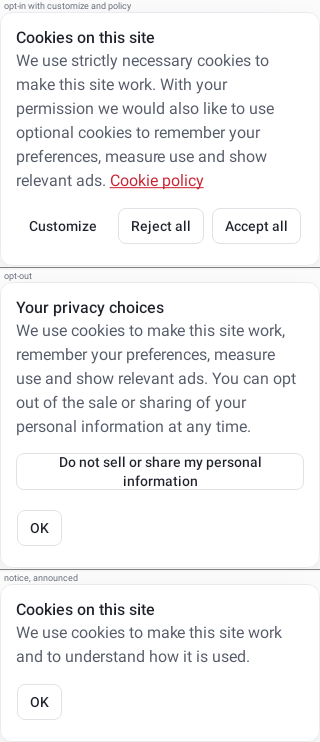 opt-in with customize and policy
Cookies on this site
We use strictly necessary cookies to
make this site work. With your
permission we would also like to use
optional cookies to remember your
preferences, measure use and show
relevant ads. Cookie policy
Customize Reject all Accept all
opt-out
Your privacy choices
We use cookies to make this site work,
remember your preferences, measure
use and show relevant ads. You can opt
out of the sale or sharing of your
personal information at any time.
Do not sell or share my personal
information
OK
notice, announced
Cookies on this site
We use cookies to make this site work
and to understand how it is used.
OK